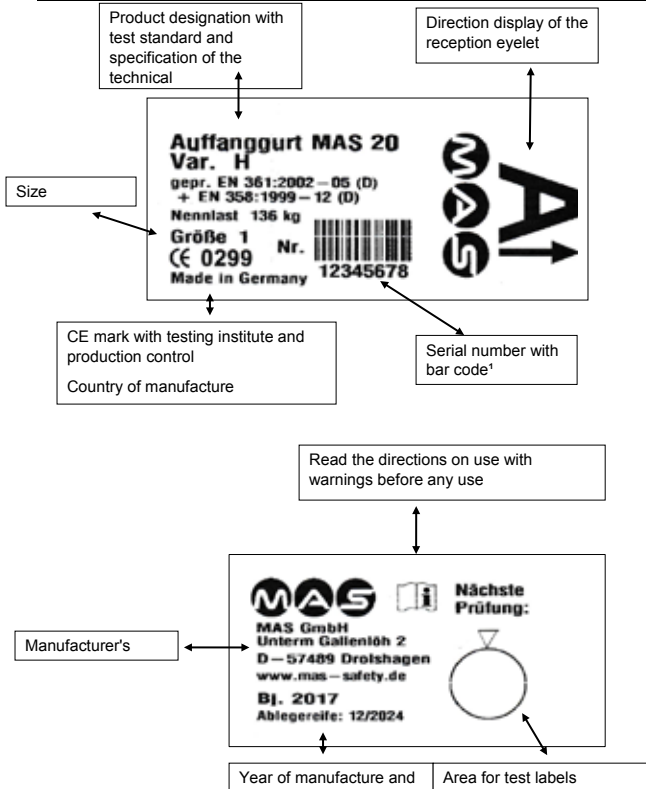 Product designation with
test standard and
specification of the
technical
Direction display of the
reception eyelet
Auffanggurt MAS 20
Var. H
gepr. EN 361:2002-05 (D)
+ EN 358:1999-12 (D)
Nennlast 136 kg
Größe 1
Nr.
CE 0299
12345678
Made in Germany
MAS
A
Size
CE mark with testing institute and
production control
Country of manufacture
Serial number with
bar code¹
Read the directions on use with
warnings before any use
MAS
Nächste
Prüfung:
MAS GmbH
Unterm Gallenlöh 2
D-57489 Drolshagen
www.mas-safety.de
Bj. 2017
Ablegereife: 12/2024
Manufacturer's
Year of manufacture and
Area for test labels